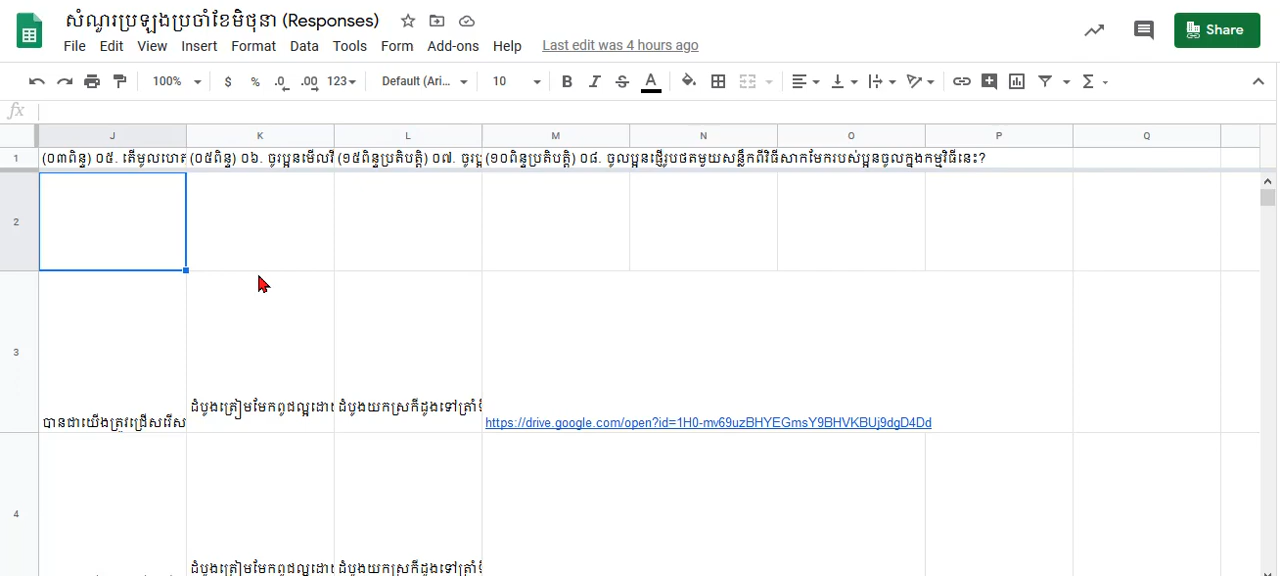 សំណួរប្រឡងប្រចាំខែមិថុនា (Responses)
File Edit View Insert Format Data Tools Form Add-ons Help Last edit was 4 hours ago
Share
100% $ % .0 .00 123 Default (Ari... 10 B I S A
fx
J K L M N O P Q
1 (០៣ពិន្ទុ) ០៥. តើមូលហេត (០៥ពិន្ទុ) ០៦. ចូរប្អូនមើលវី (១៥ពិន្ទុប្រតិបត្តិ) ០៧. ចូរប្អូ (១០ពិន្ទុប្រតិបត្តិ) ០៨. ចូលប្អូនផ្ញើរូបថតមួយសន្លឹកពីវិធីសាកមែករបស់ប្អូនចូលក្នុងកម្មវិធីនេះ?
2
3
ដំបូងត្រៀមមែកពូជល្អដោយ ដំបូងយកស្រកីដូងទៅត្រាំទឹ
បានជាយើងត្រូវជ្រើសរើស https://drive.google.com/open?id=1H0-mv69uzBHYEGmsY9BHVKBUj9dgD4Dd
4
ដំបូងត្រៀមមែកពូជល្អដោយ ដំបូងយកស្រកីដូងទៅត្រាំទឹ